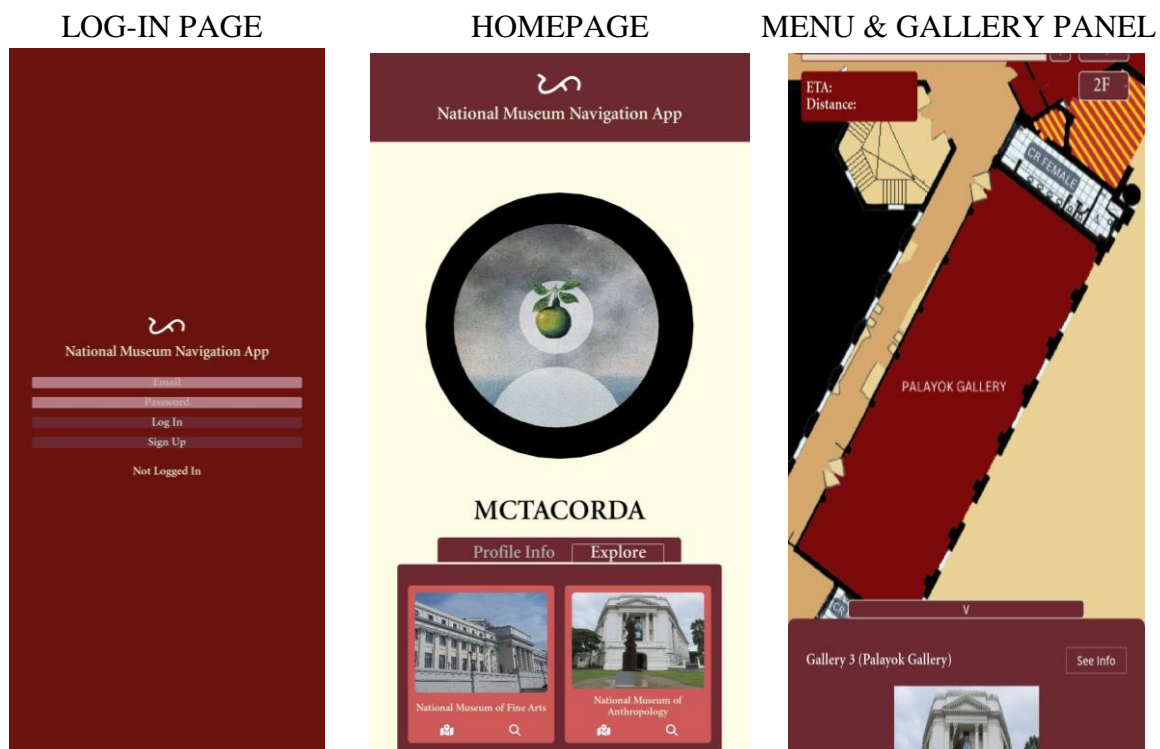 LOG-IN PAGE
HOMEPAGE
MENU & GALLERY PANEL
National Museum Navigation App
Email
Password
Log In
Sign Up
Not Logged In
National Museum Navigation App
MCTACORDA
Profile Info
Explore
National Museum of Fine Arts
National Museum of
Anthropology
ETA:
Distance:
2F
CR FEMALE
PALAYOK GALLERY
CR
V
Gallery 3 (Palayok Gallery)
See Info